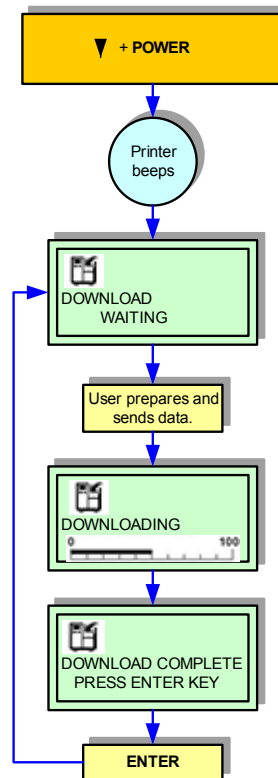 ▼ + POWER
Printer
beeps
DOWNLOAD
WAITING
User prepares and
sends data.
DOWNLOADING
0 100
DOWNLOAD COMPLETE
PRESS ENTER KEY
ENTER